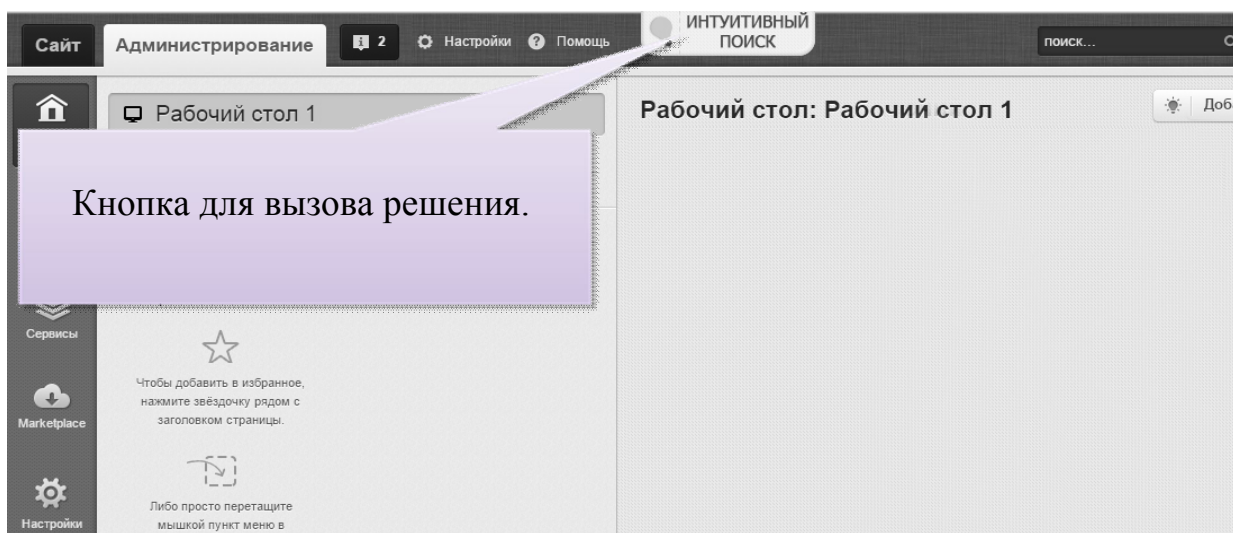 Сайт
Администрирование
2
Настройки
Помощь
ИНТУИТИВНЫЙ
ПОИСК
поиск...
Рабочий стол 1
Рабочий стол: Рабочий стол 1
Кнопка для вызова решения.
Сервисы
Чтобы добавить в избранное,
нажмите звёздочку рядом с
заголовком страницы.
Marketplace
Либо просто перетащите
мышкой пункт меню в
Настройки